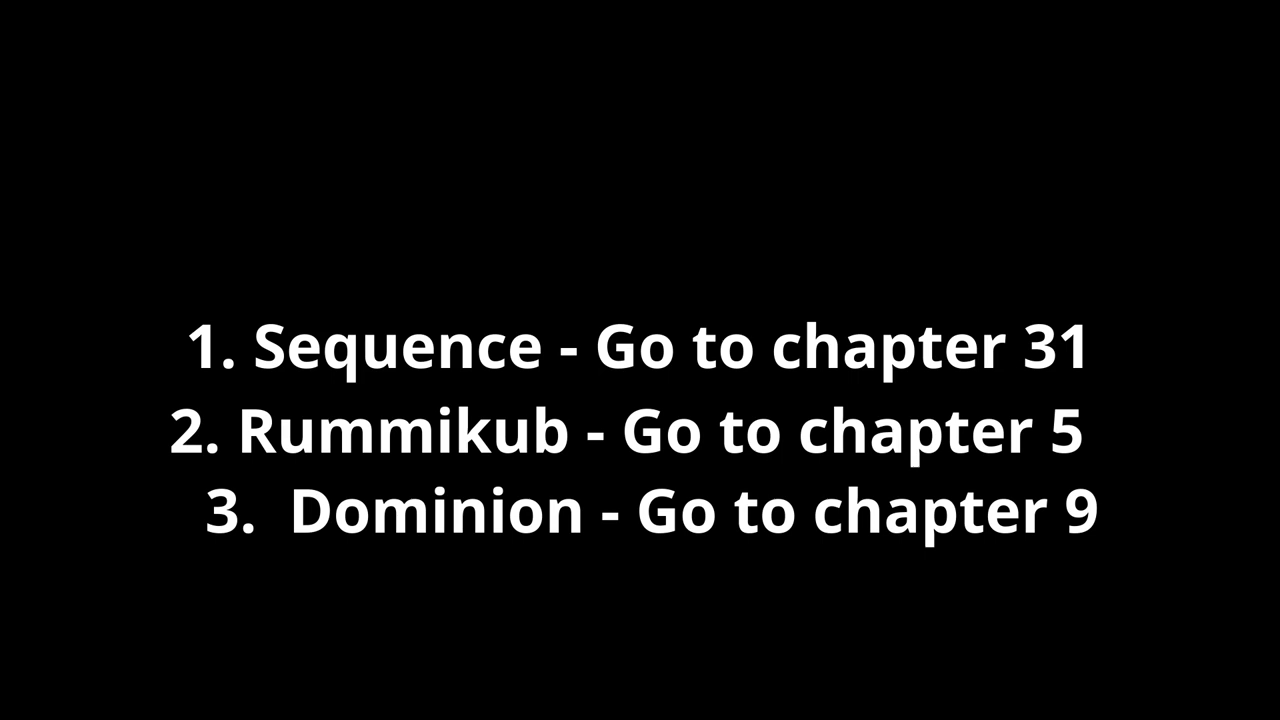 1. Sequence - Go to chapter 31
2. Rummikub - Go to chapter 5
3.  Dominion - Go to chapter 9